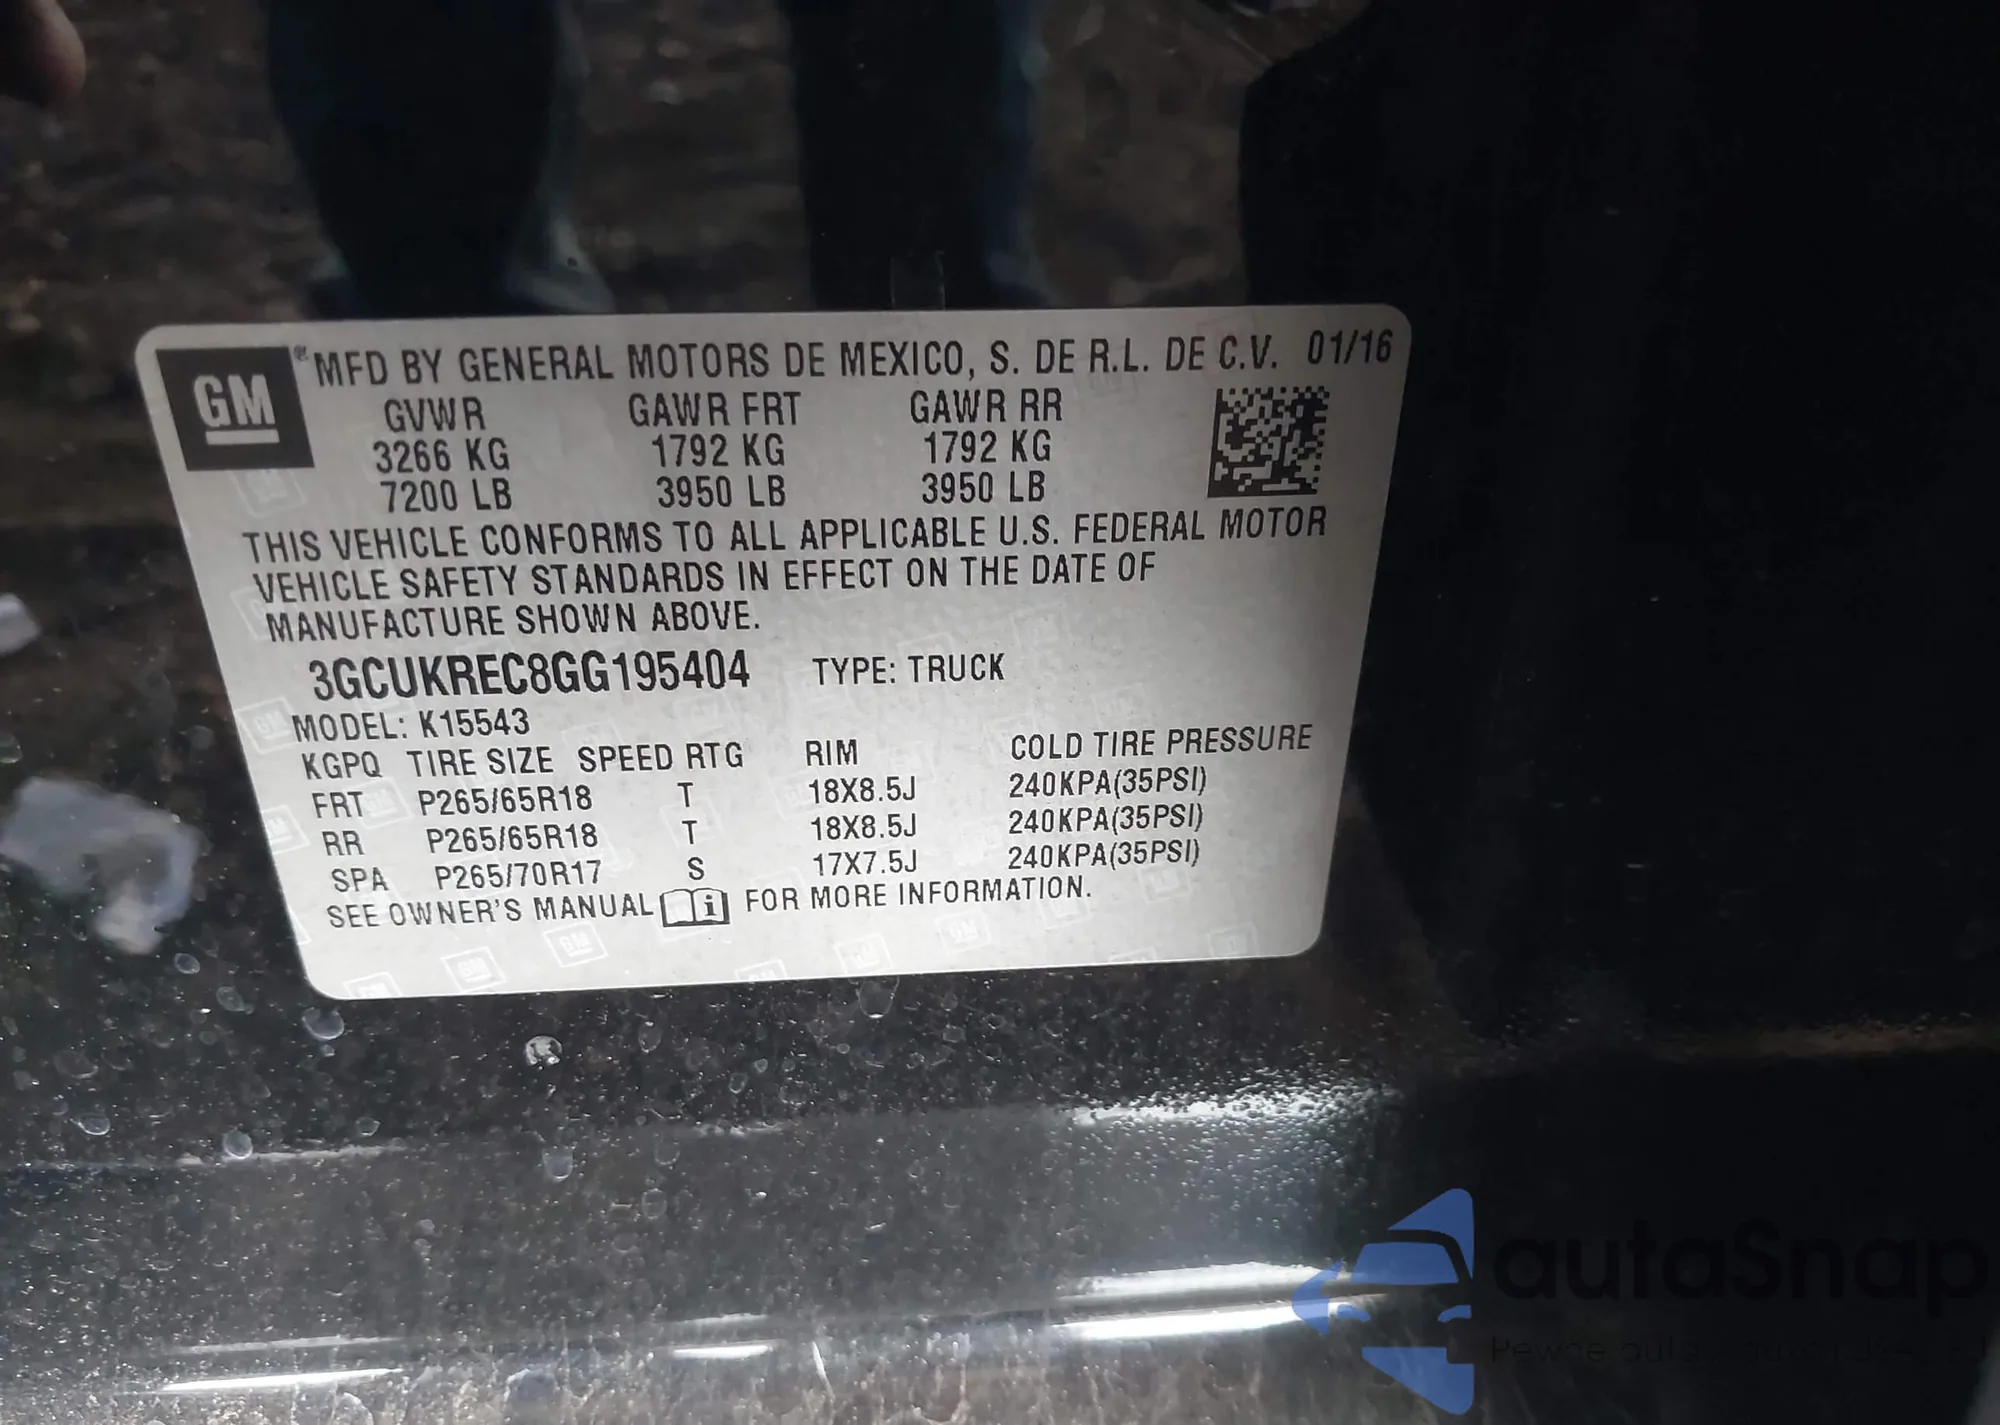 GM ® MFD BY GENERAL MOTORS DE MEXICO, S. DE R.L. DE C.V. 01/16
GVWR GAWR FRT GAWR RR
3266 KG 1792 KG 1792 KG
7200 LB 3950 LB 3950 LB
THIS VEHICLE CONFORMS TO ALL APPLICABLE U.S. FEDERAL MOTOR
VEHICLE SAFETY STANDARDS IN EFFECT ON THE DATE OF
MANUFACTURE SHOWN ABOVE.
3GCUKREC8GG195404 TYPE: TRUCK
MODEL: K15543
KGPQ TIRE SIZE SPEED RTG RIM COLD TIRE PRESSURE
FRT P265/65R18 T 18X8.5J 240KPA(35PSI)
RR P265/65R18 T 18X8.5J 240KPA(35PSI)
SPA P265/70R17 S 17X7.5J 240KPA(35PSI)
SEE OWNER'S MANUAL i FOR MORE INFORMATION.
autaSnap